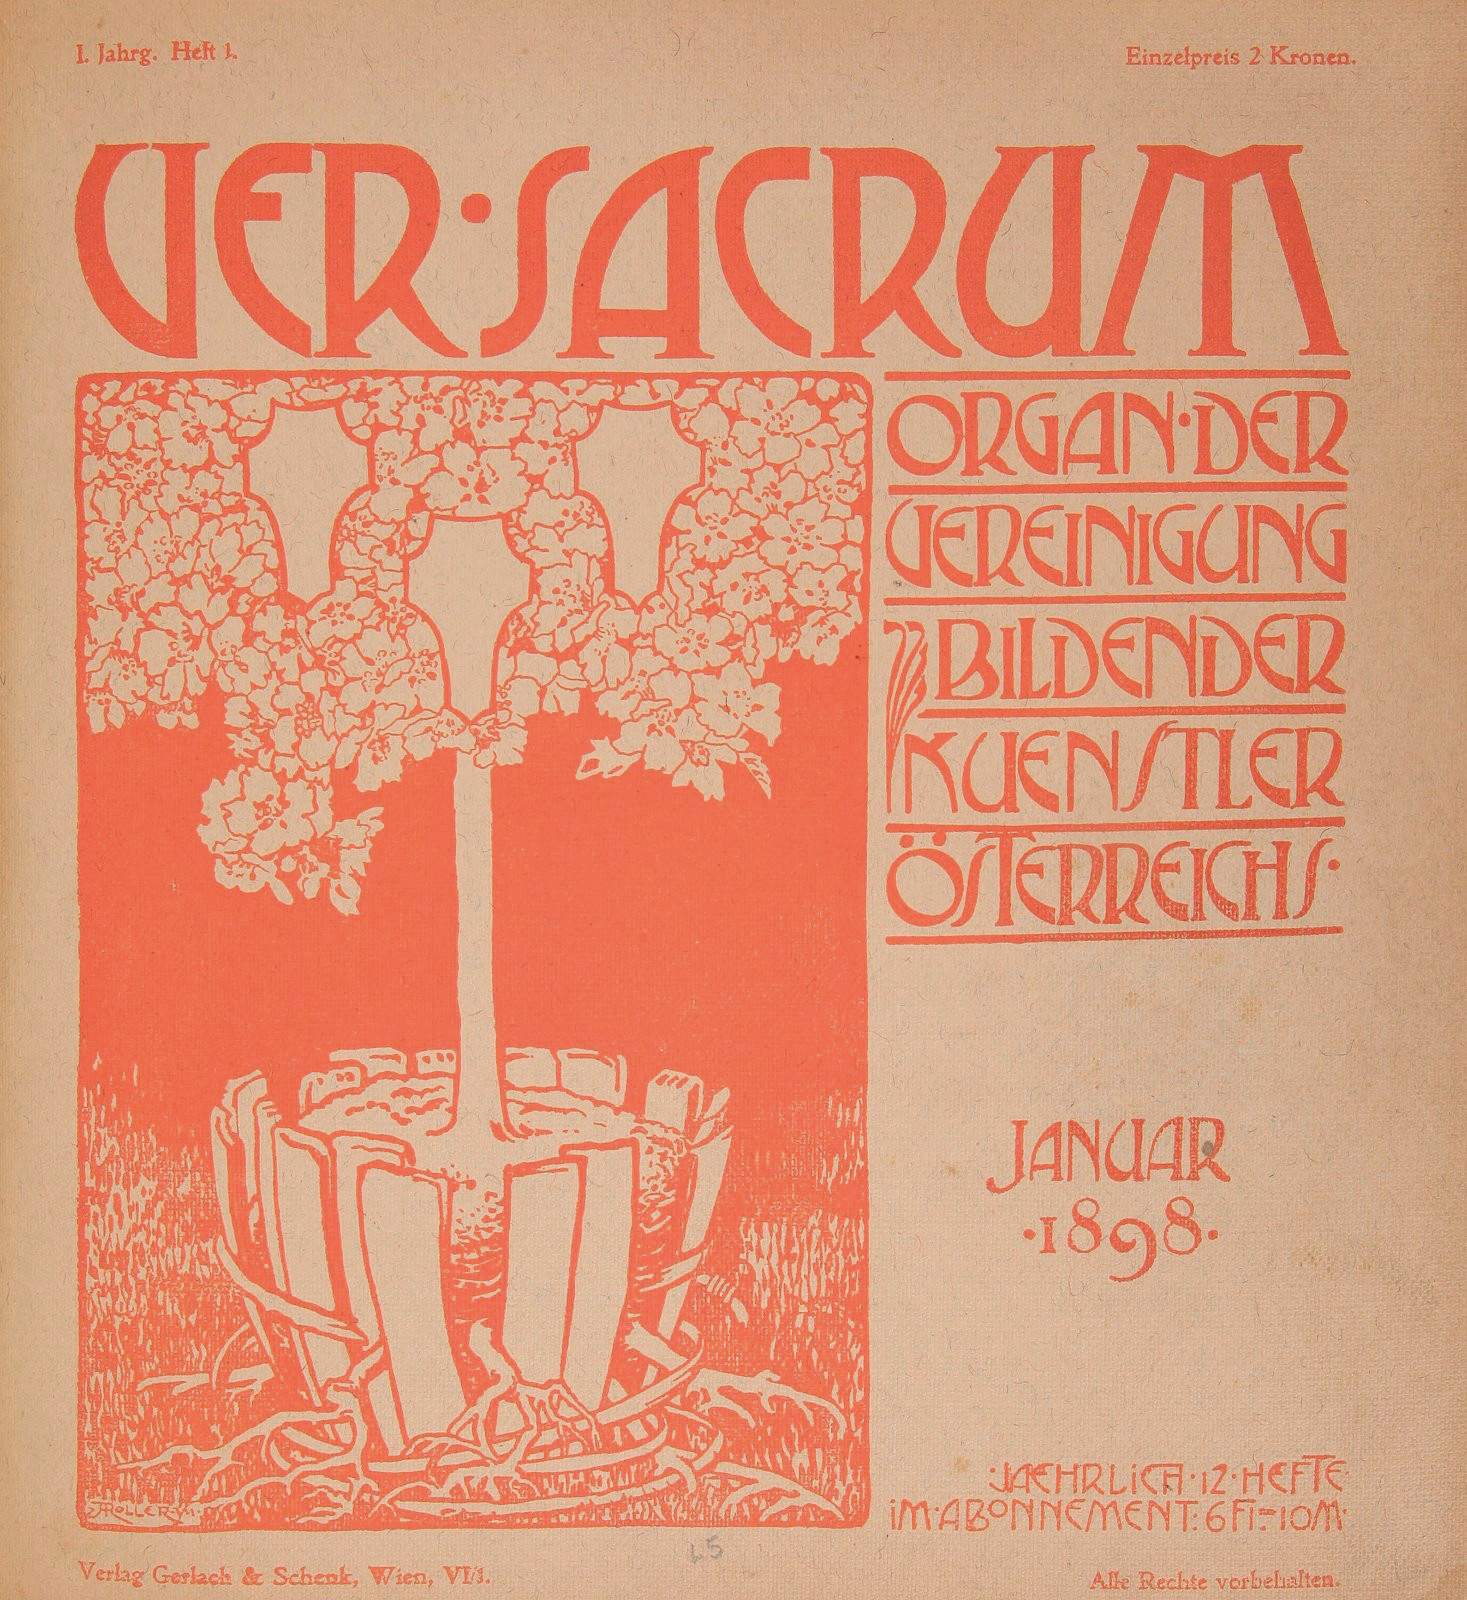 I. Jahrg. Heft 1.
Einzelpreis 2 Kronen.
VER·SACRUM
ORGAN·DER
VEREINIGUNG
BILDENDER
KUENSTLER
ÖSTERREICHS·
JANUAR
·1898·
·JAEHRLICH·12·HEFTE·
IM·ABONNEMENT:6Fl=10M·
Verlag Gerlach & Schenk, Wien, VI/1.
Alle Rechte vorbehalten.